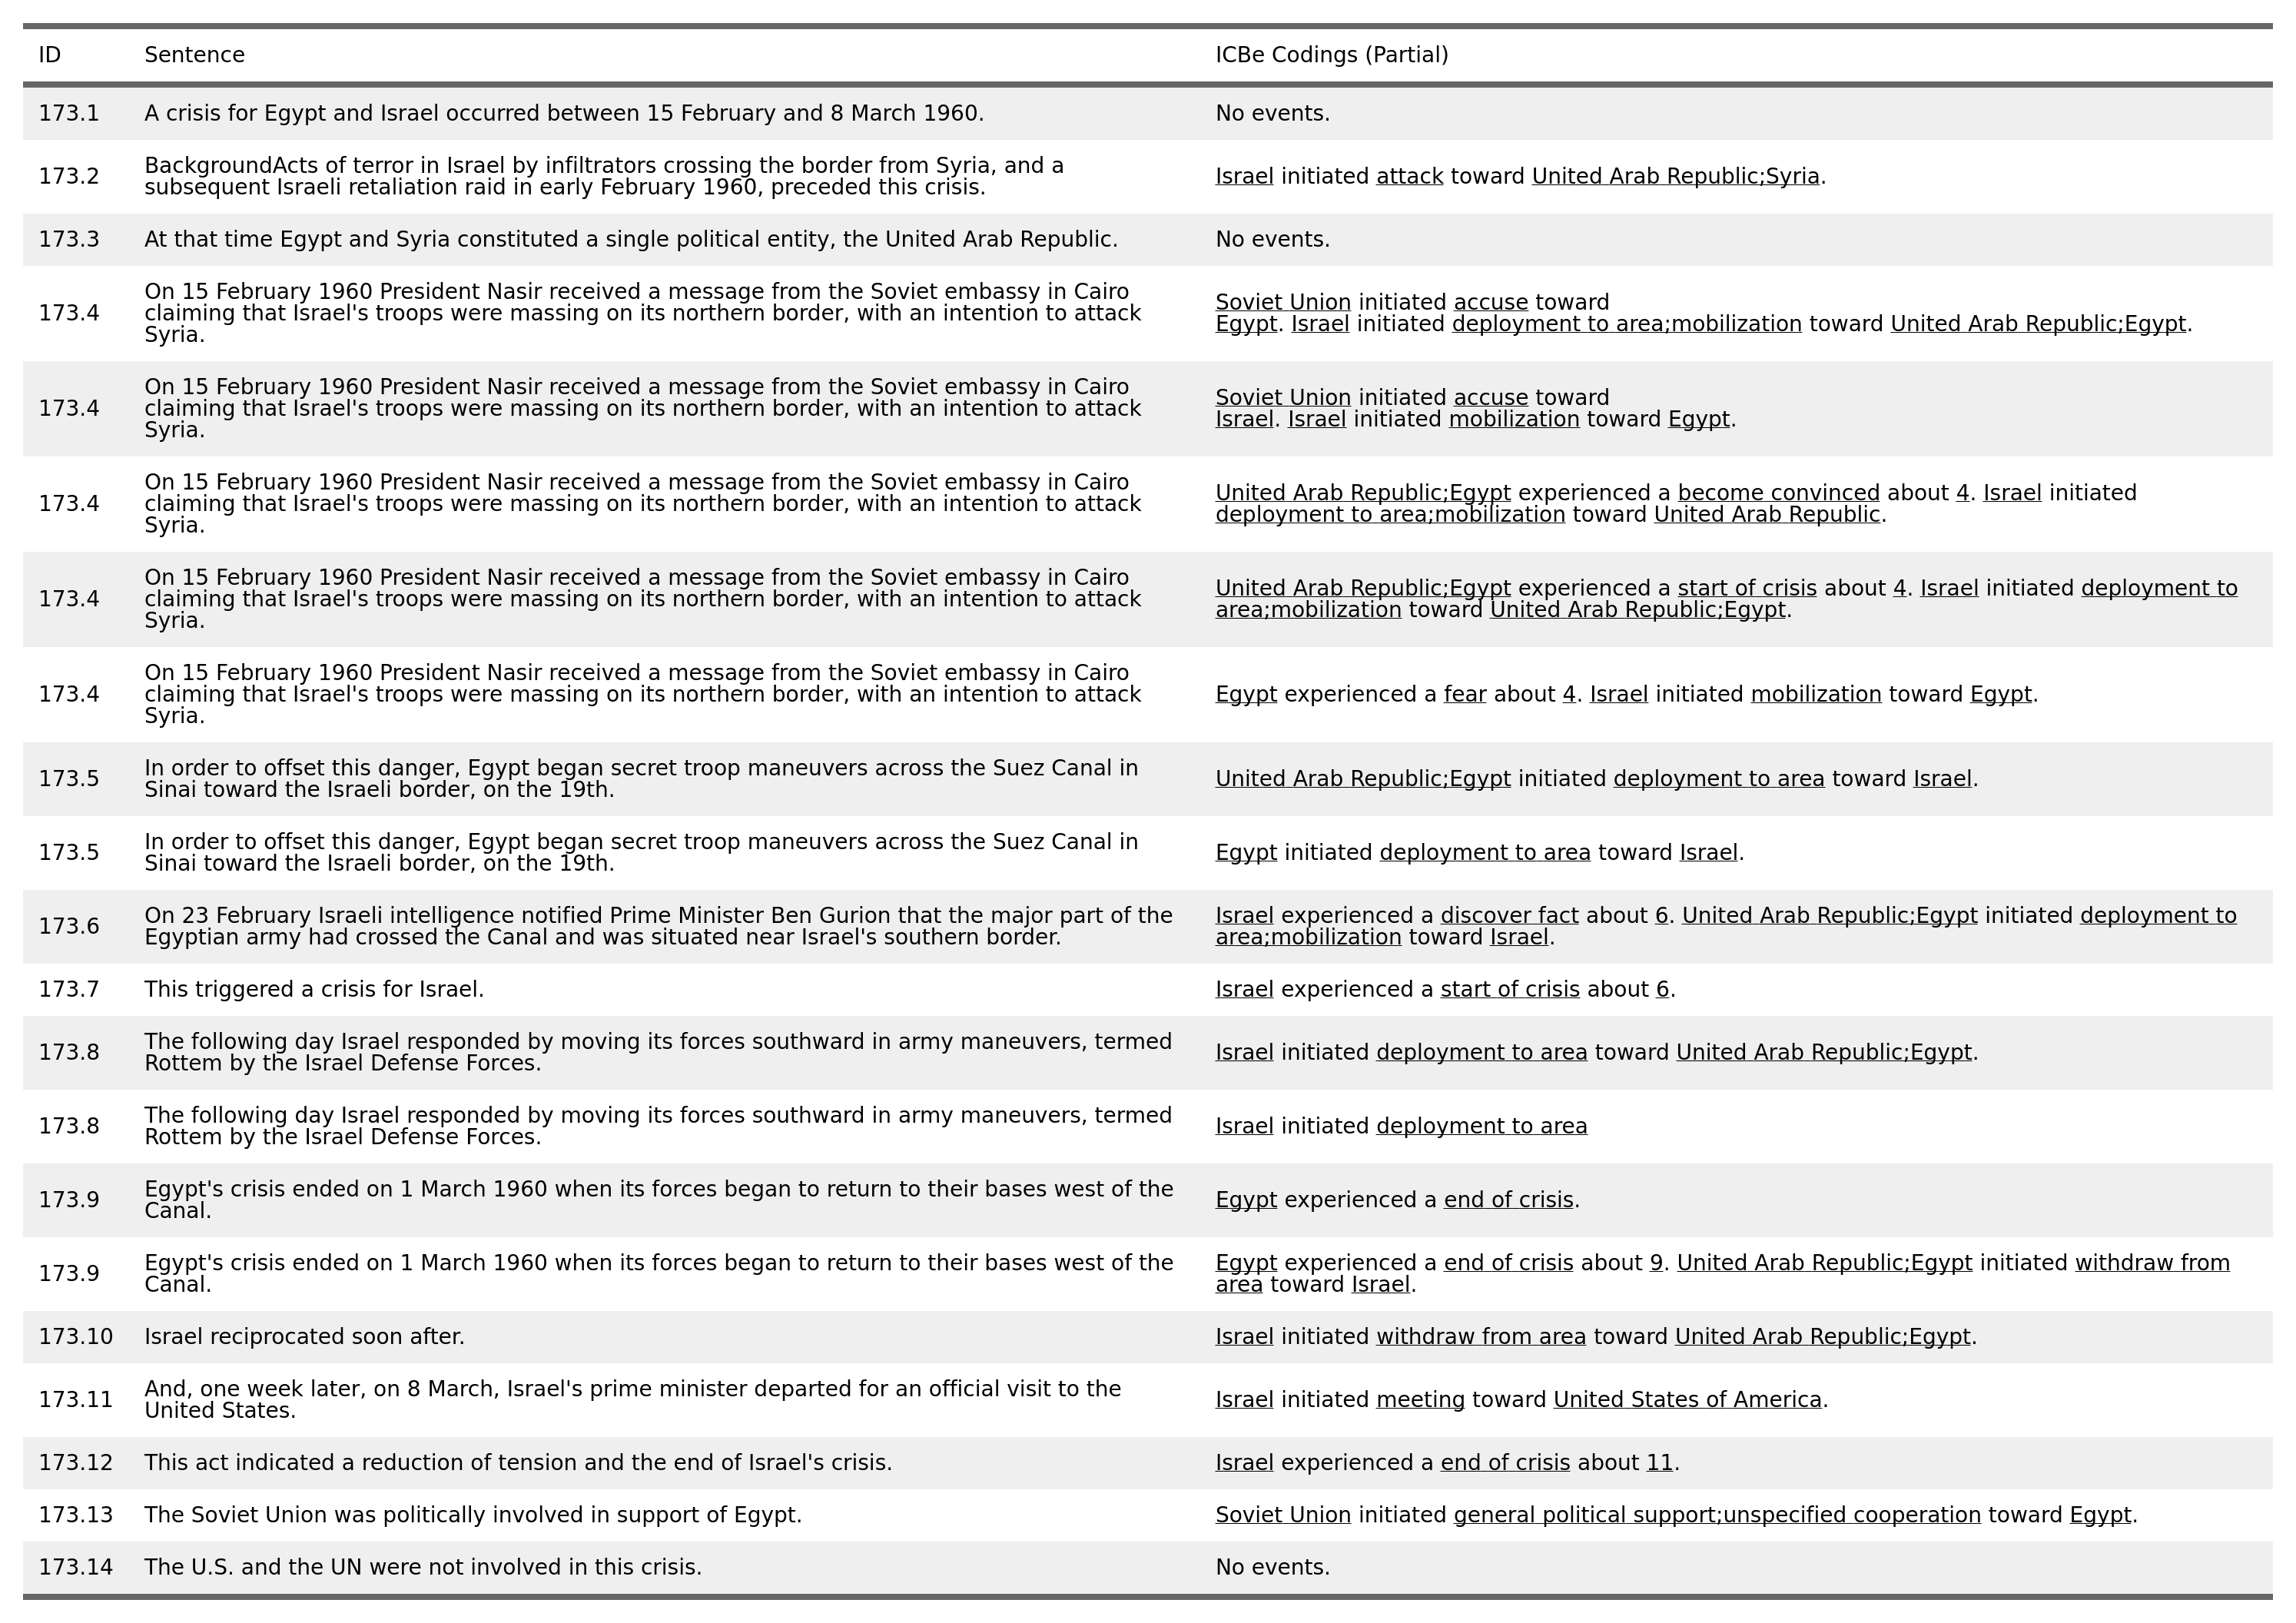 ID Sentence ICBe Codings (Partial)
173.1 A crisis for Egypt and Israel occurred between 15 February and 8 March 1960. No events.
173.2 BackgroundActs of terror in Israel by infiltrators crossing the border from Syria, and a
subsequent Israeli retaliation raid in early February 1960, preceded this crisis.
Israel initiated attack toward United Arab Republic;Syria.
173.3 At that time Egypt and Syria constituted a single political entity, the United Arab Republic. No events.
173.4 On 15 February 1960 President Nasir received a message from the Soviet embassy in Cairo
claiming that Israel's troops were massing on its northern border, with an intention to attack
Syria.
Soviet Union initiated accuse toward
Egypt. Israel initiated deployment to area;mobilization toward United Arab Republic;Egypt.
173.4 On 15 February 1960 President Nasir received a message from the Soviet embassy in Cairo
claiming that Israel's troops were massing on its northern border, with an intention to attack
Syria.
Soviet Union initiated accuse toward
Israel. Israel initiated mobilization toward Egypt.
173.4 On 15 February 1960 President Nasir received a message from the Soviet embassy in Cairo
claiming that Israel's troops were massing on its northern border, with an intention to attack
Syria.
United Arab Republic;Egypt experienced a become convinced about 4. Israel initiated
deployment to area;mobilization toward United Arab Republic.
173.4 On 15 February 1960 President Nasir received a message from the Soviet embassy in Cairo
claiming that Israel's troops were massing on its northern border, with an intention to attack
Syria.
United Arab Republic;Egypt experienced a start of crisis about 4. Israel initiated deployment to
area;mobilization toward United Arab Republic;Egypt.
173.4 On 15 February 1960 President Nasir received a message from the Soviet embassy in Cairo
claiming that Israel's troops were massing on its northern border, with an intention to attack
Syria.
Egypt experienced a fear about 4. Israel initiated mobilization toward Egypt.
173.5 In order to offset this danger, Egypt began secret troop maneuvers across the Suez Canal in
Sinai toward the Israeli border, on the 19th.
United Arab Republic;Egypt initiated deployment to area toward Israel.
173.5 In order to offset this danger, Egypt began secret troop maneuvers across the Suez Canal in
Sinai toward the Israeli border, on the 19th.
Egypt initiated deployment to area toward Israel.
173.6 On 23 February Israeli intelligence notified Prime Minister Ben Gurion that the major part of the
Egyptian army had crossed the Canal and was situated near Israel's southern border.
Israel experienced a discover fact about 6. United Arab Republic;Egypt initiated deployment to
area;mobilization toward Israel.
173.7 This triggered a crisis for Israel. Israel experienced a start of crisis about 6.
173.8 The following day Israel responded by moving its forces southward in army maneuvers, termed
Rottem by the Israel Defense Forces.
Israel initiated deployment to area toward United Arab Republic;Egypt.
173.8 The following day Israel responded by moving its forces southward in army maneuvers, termed
Rottem by the Israel Defense Forces.
Israel initiated deployment to area
173.9 Egypt's crisis ended on 1 March 1960 when its forces began to return to their bases west of the
Canal.
Egypt experienced a end of crisis.
173.9 Egypt's crisis ended on 1 March 1960 when its forces began to return to their bases west of the
Canal.
Egypt experienced a end of crisis about 9. United Arab Republic;Egypt initiated withdraw from
area toward Israel.
173.10 Israel reciprocated soon after. Israel initiated withdraw from area toward United Arab Republic;Egypt.
173.11 And, one week later, on 8 March, Israel's prime minister departed for an official visit to the
United States.
Israel initiated meeting toward United States of America.
173.12 This act indicated a reduction of tension and the end of Israel's crisis. Israel experienced a end of crisis about 11.
173.13 The Soviet Union was politically involved in support of Egypt. Soviet Union initiated general political support;unspecified cooperation toward Egypt.
173.14 The U.S. and the UN were not involved in this crisis. No events.